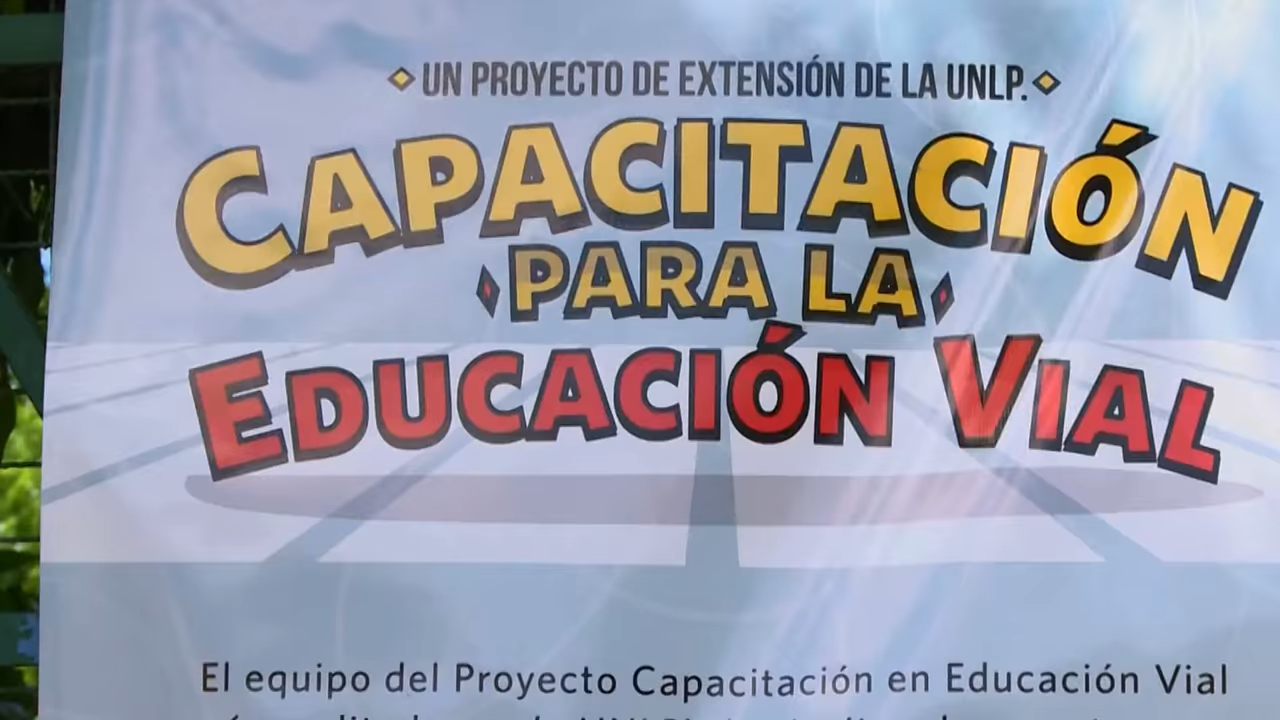 UN PROYECTO DE EXTENSIÓN DE LA UNLP.
CAPACITACIÓN
PARA LA
EDUCACIÓN VIAL
El equipo del Proyecto Capacitación en Educación Vial